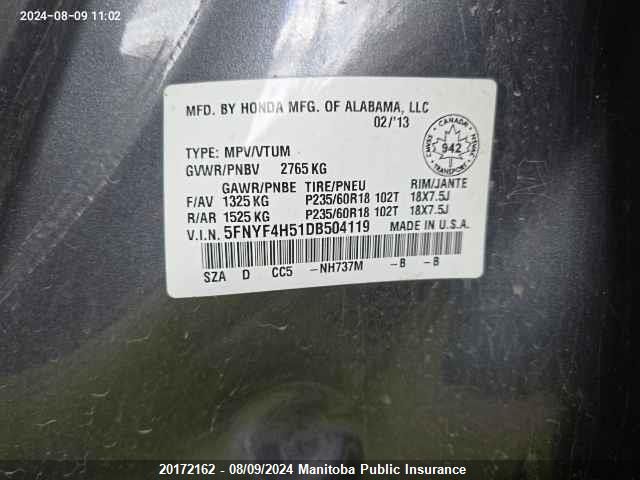 2024-08-09 11:02
MFD. BY HONDA MFG. OF ALABAMA, LLC
02/'13
TYPE: MPV/VTUM
GVWR/PNBV 2765 KG
GAWR/PNBE TIRE/PNEU RIM/JANTE
F/AV 1325 KG P235/60R18 102T 18X7.5J
R/AR 1525 KG P235/60R18 102T 18X7.5J
V.I.N. 5FNYF4H51DB504119 MADE IN U.S.A.
SZA D CC5 -NH737M -B -B
CANADA
942
TRANSPORT
20172162 - 08/09/2024 Manitoba Public Insurance